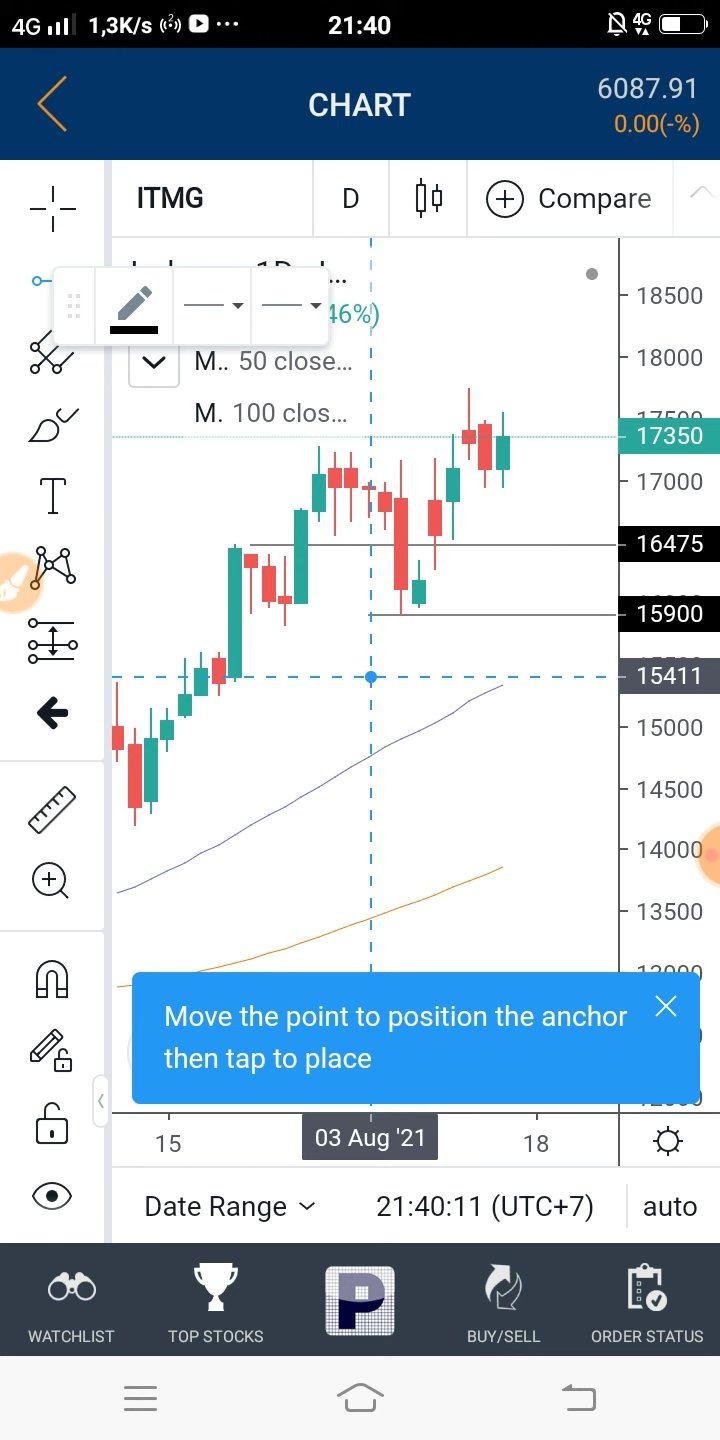 4G 1,3K/s ... 21:40 4G
CHART
6087.91
0.00(-%)
ITMG D Compare
46%)
M.. 50 close...
M. 100 clos...
18500
18000
17500
17350
17000
16475
15900
15411
15000
14500
14000
13500
13000
Move the point to position the anchor
then tap to place
15 03 Aug '21 18
Date Range 21:40:11 (UTC+7) auto
P
WATCHLIST TOP STOCKS BUY/SELL ORDER STATUS